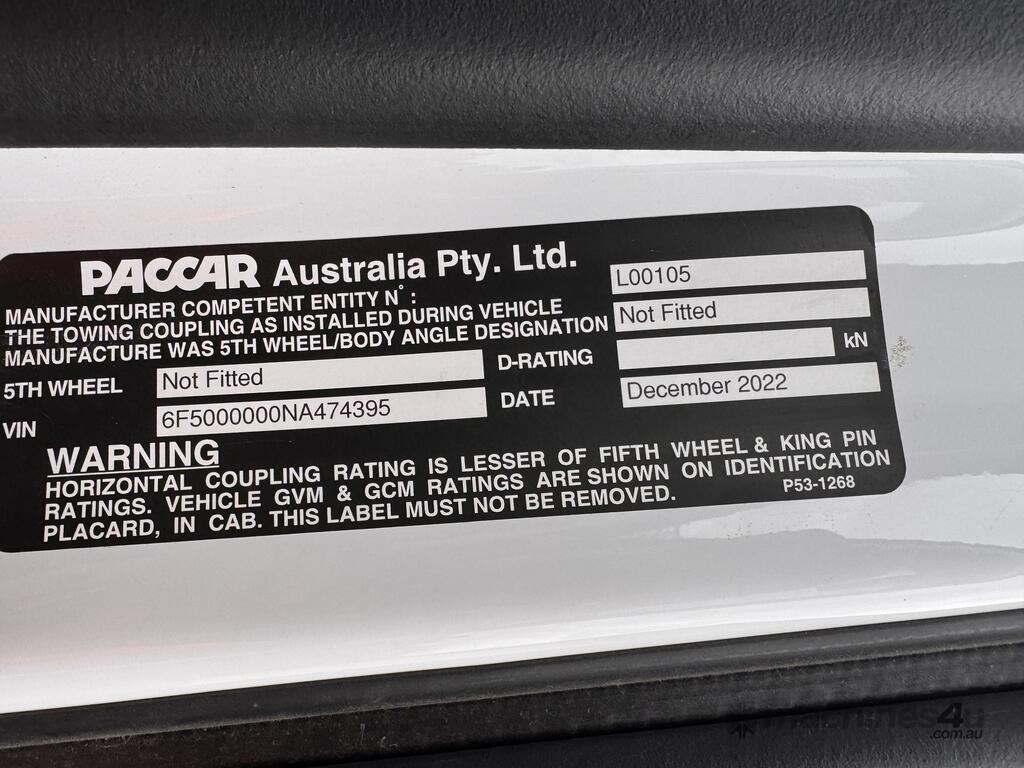 PACCAR Australia Pty. Ltd.
MANUFACTURER COMPETENT ENTITY N° : L00105
THE TOWING COUPLING AS INSTALLED DURING VEHICLE
MANUFACTURE WAS 5TH WHEEL/BODY ANGLE DESIGNATION Not Fitted
5TH WHEEL Not Fitted D-RATING kN
VIN 6F5000000NA474395 DATE December 2022
WARNING
HORIZONTAL COUPLING RATING IS LESSER OF FIFTH WHEEL & KING PIN
RATINGS. VEHICLE GVM & GCM RATINGS ARE SHOWN ON IDENTIFICATION
PLACARD, IN CAB. THIS LABEL MUST NOT BE REMOVED. P53-1268
machines4u
.com.au